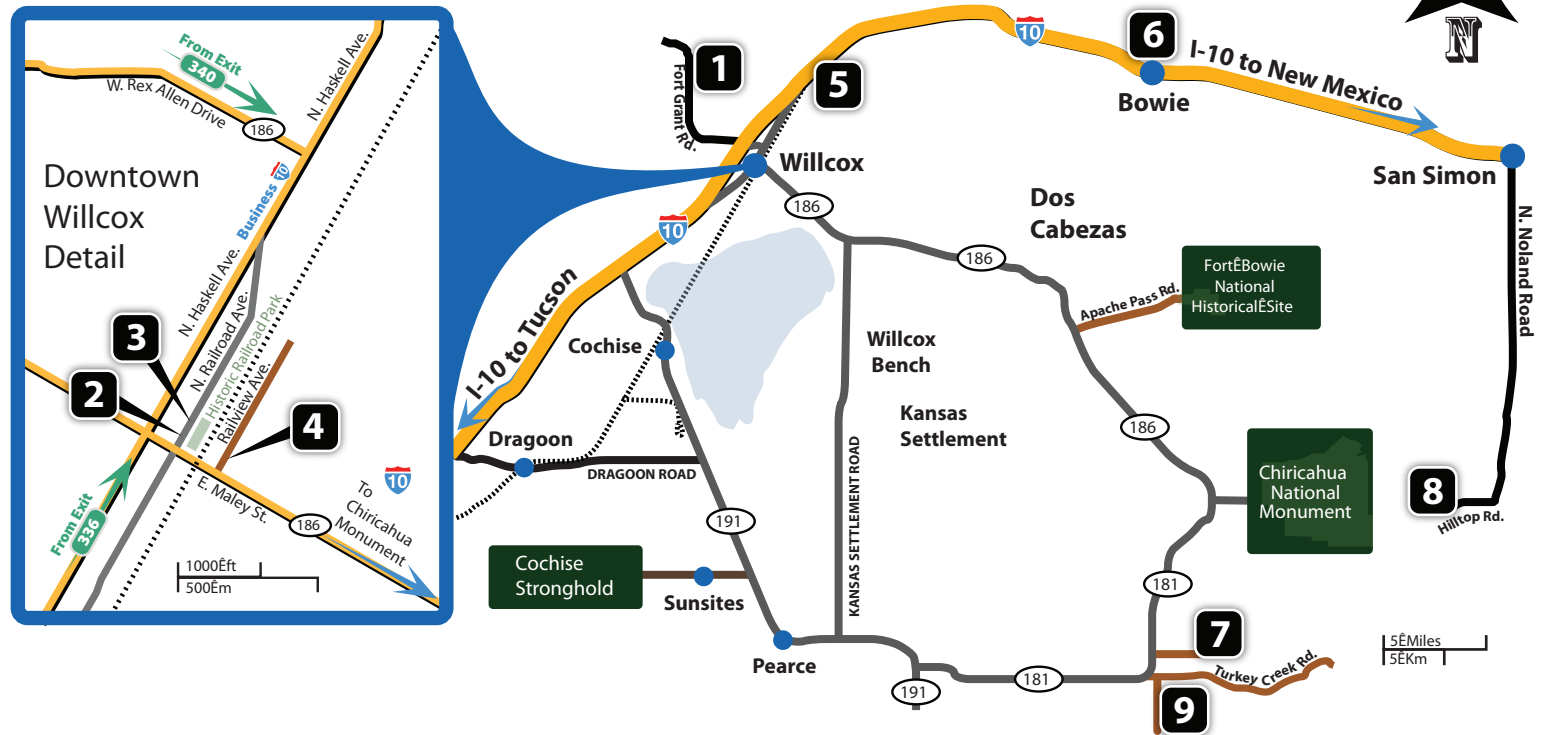 From Exit
340
W. Rex Allen Drive
186
N. Haskell Ave.
Downtown
Willcox
Detail
Business 10
N. Haskell Ave.
N. Railroad Ave.
Historic Railroad Park
Railview Ave.
3
2
4
From Exit
336
E. Maley St.
186
To
Chiricahua
Monument
10
1000Êft
500Êm
1
Fort Grant Rd.
5
10
6
Bowie
I-10 to New Mexico
N
San Simon
N. Noland Road
Willcox
186
10
I-10 to Tucson
Dos
Cabezas
186
Apache Pass Rd.
FortÊBowie
National
HistoricalÊSite
Cochise
Willcox
Bench
Kansas
Settlement
186
Dragoon
DRAGOON ROAD
KANSAS SETTLEMENT ROAD
191
Chiricahua
National
Monument
8
Hilltop Rd.
Cochise
Stronghold
Sunsites
181
Pearce
7
Turkey Creek Rd.
181
191
9
5ÊMiles
5ÊKm